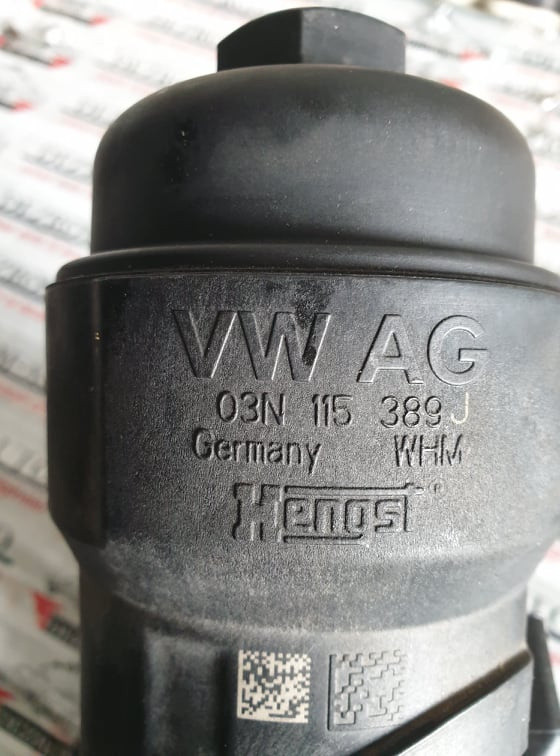 VW AG
03N 115 389 J
Germany WHM
Hengst